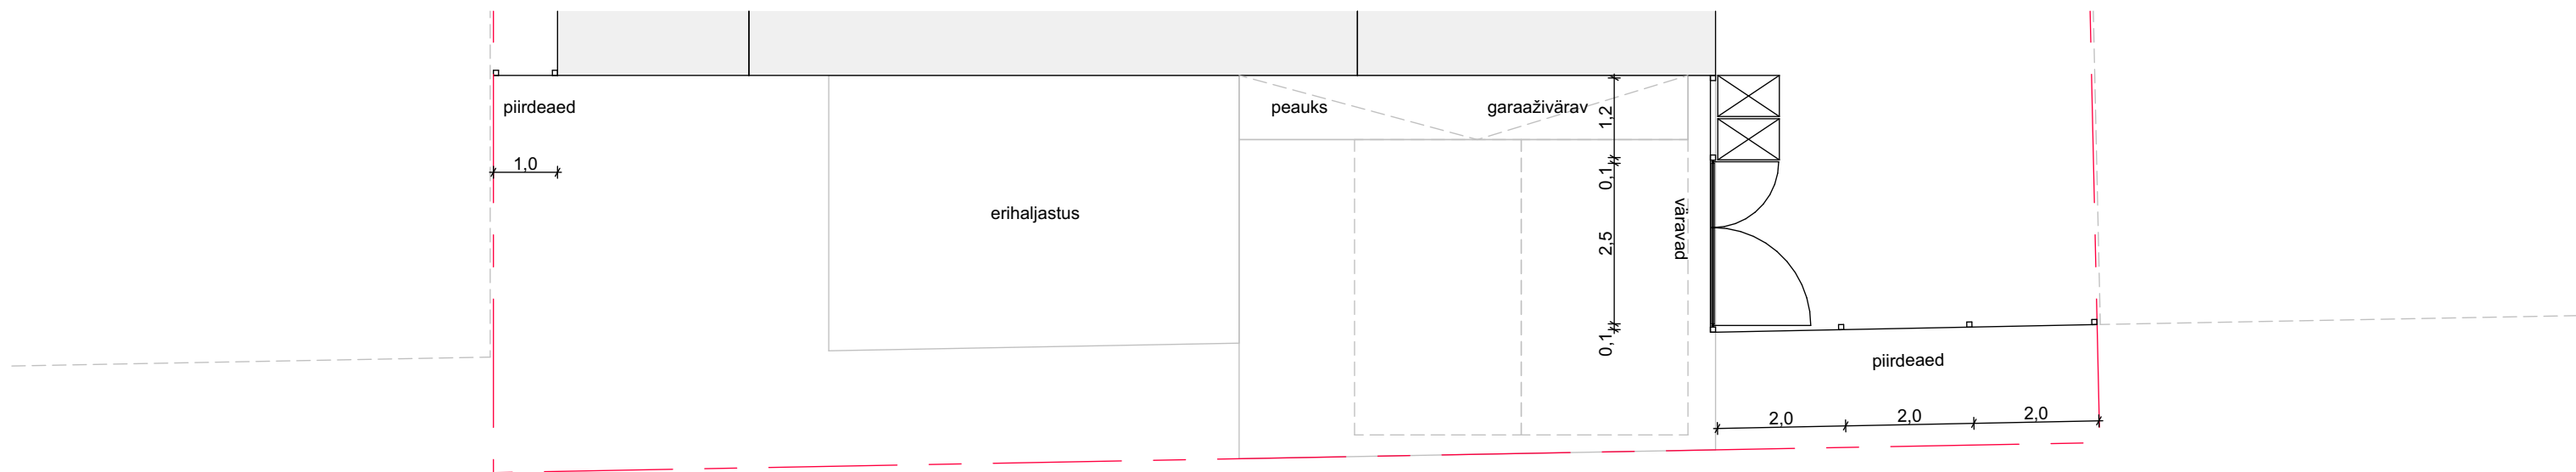 piirdeaed
peauks
garaaživärav
1,2
1,0
0,1
erihaljastus
väravad
2,5
0,1
piirdeaed
2,0
2,0
2,0